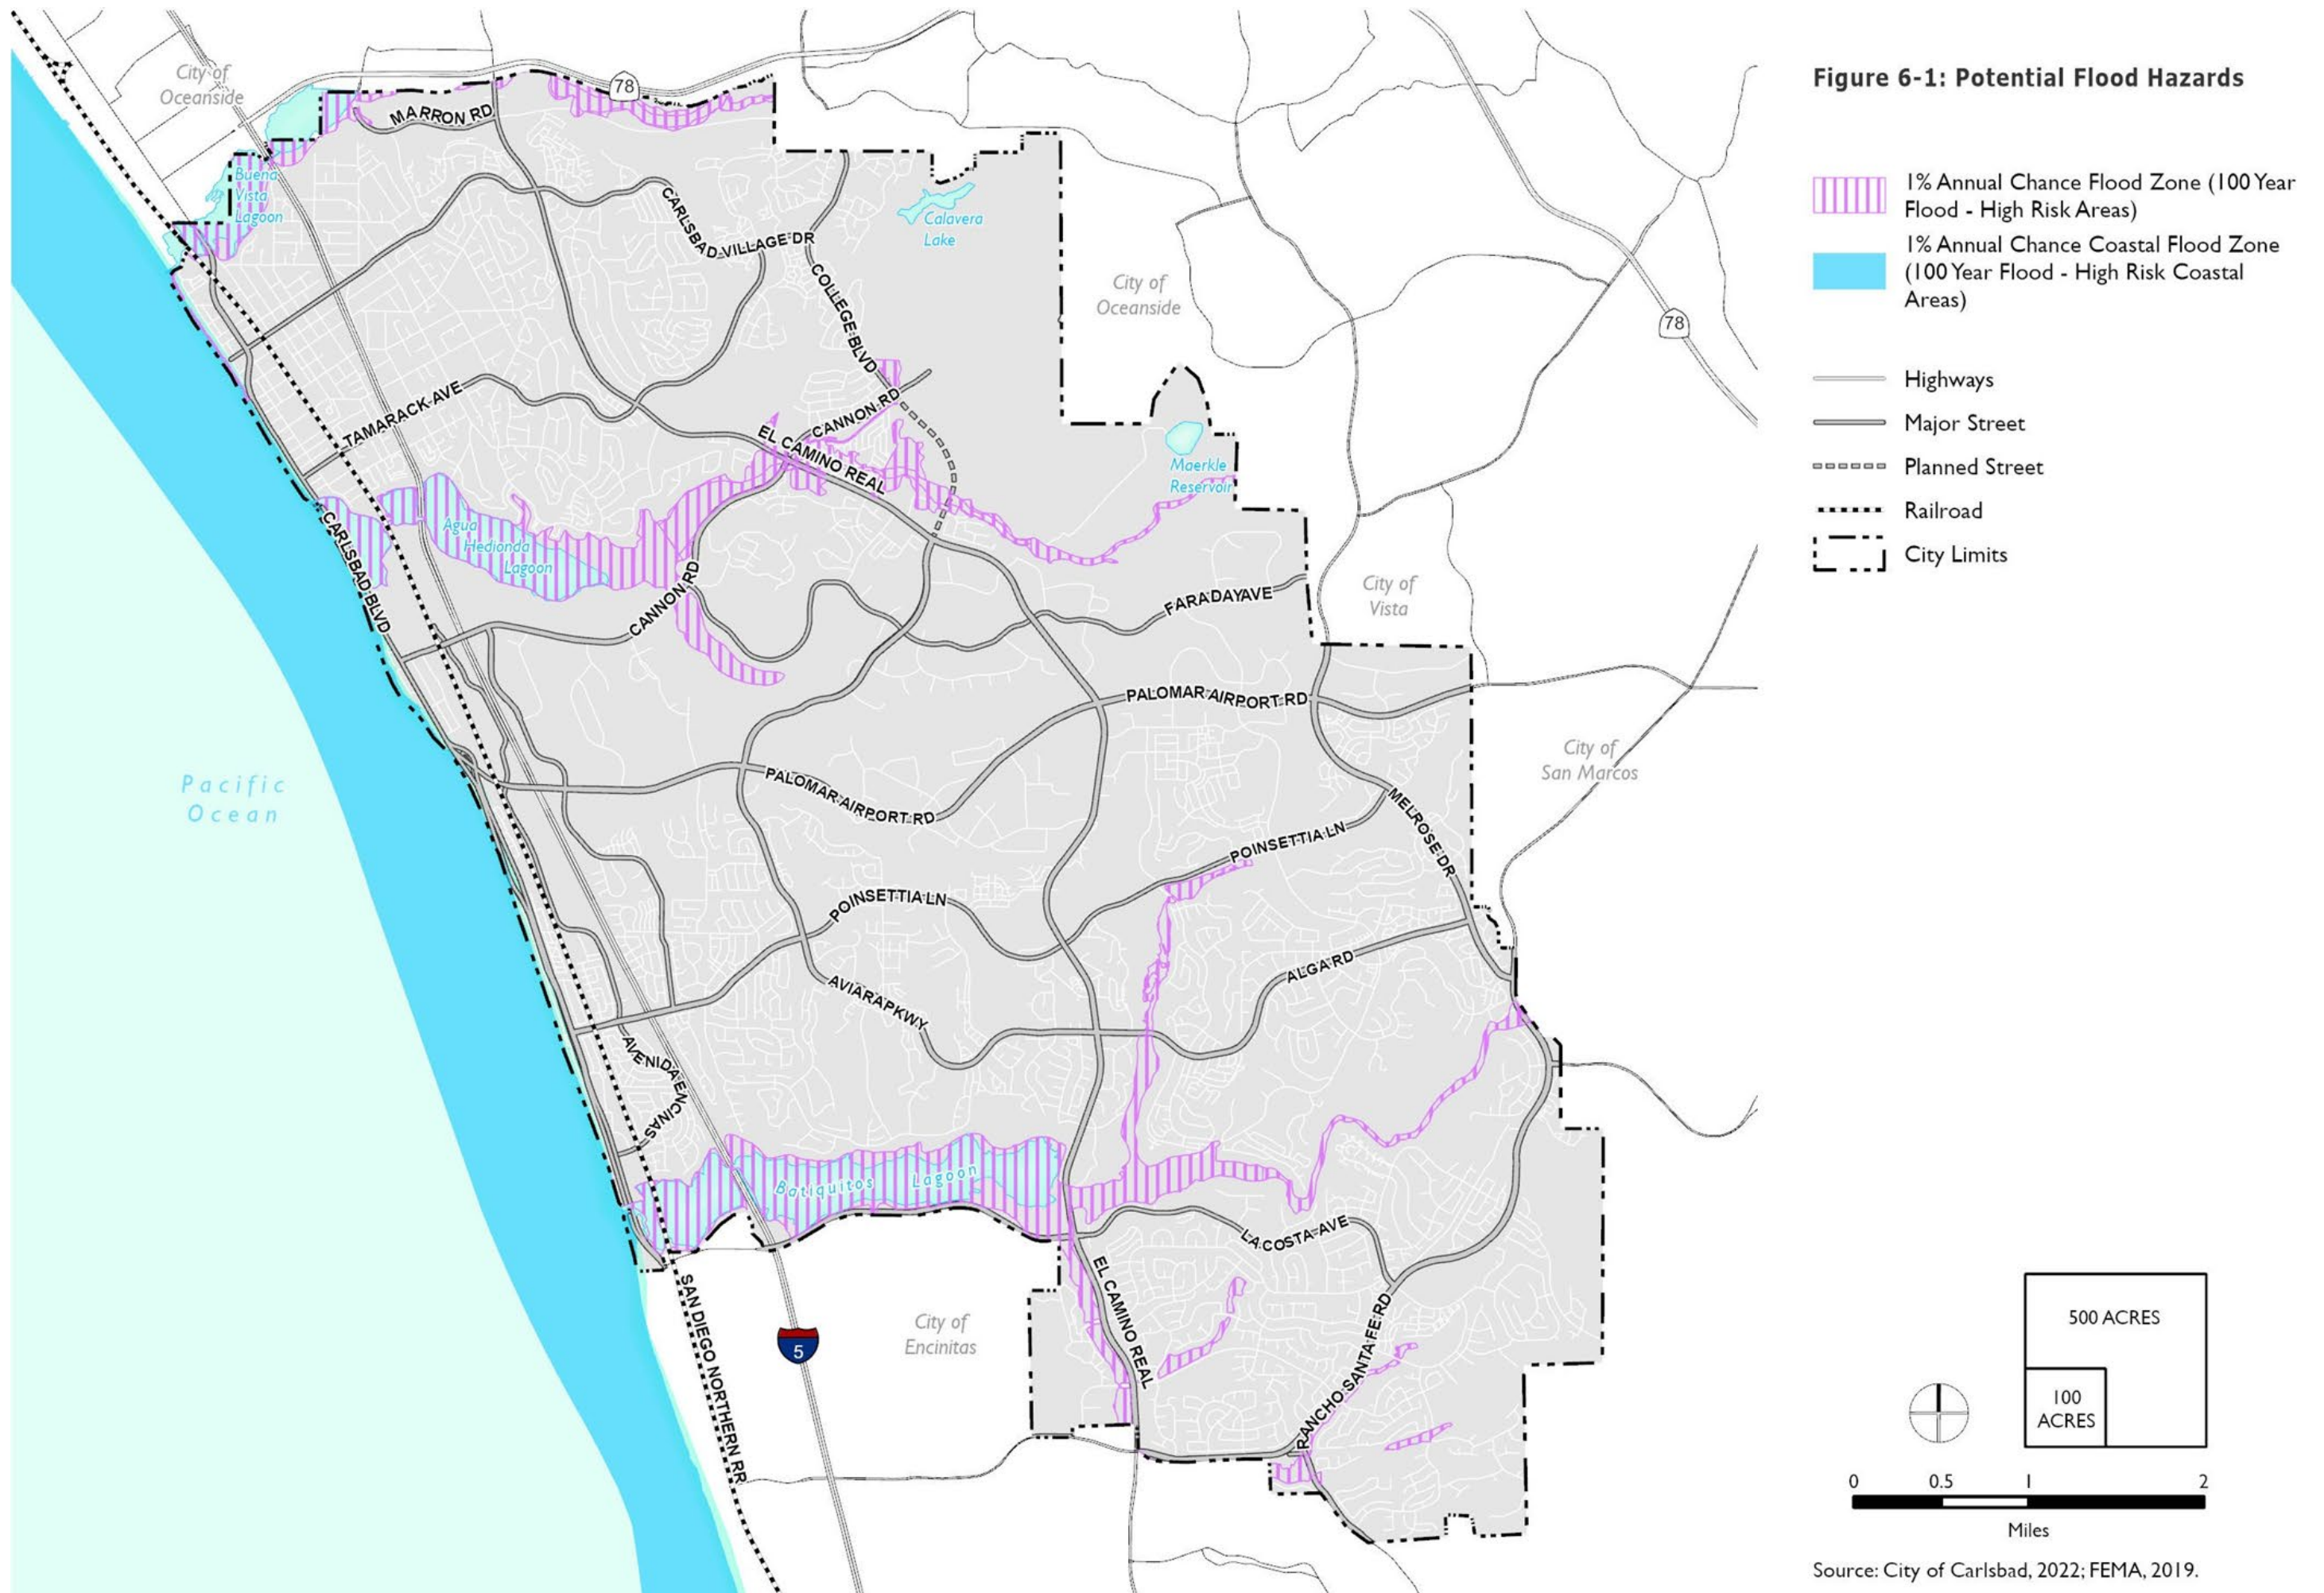 Figure 6-1: Potential Flood Hazards
1% Annual Chance Flood Zone (100 Year
Flood - High Risk Areas)
1% Annual Chance Coastal Flood Zone
(100 Year Flood - High Risk Coastal
Areas)
Highways
Major Street
Planned Street
Railroad
City Limits
City of
Oceanside
78
MARRON RD
Buena
Vista
Lagoon
CARLSBAD VILLAGE DR
Calavera
Lake
COLLEGE BLVD
City of
Oceanside
78
TAMARACK AVE
CANNON RD
EL CAMINO REAL
Maerkle
Reservoir
CARLSBAD BLVD
Agua
Hedionda
Lagoon
CANNON RD
FARADAY AVE
City of
Vista
PALOMAR AIRPORT RD
City of
San Marcos
Pacific
Ocean
PALOMAR AIRPORT RD
MELROSE DR
POINSETTIA LN
POINSETTIA LN
ALGA RD
AVIARA PKWY
AVENIDA ENCINAS
Batiquitos Lagoon
LA COSTA AVE
EL CAMINO REAL
SAN DIEGO NORTHERN RR
City of
Encinitas
5
RANCHO SANTA FE RD
500 ACRES
100
ACRES
0 0.5 1 2
Miles
Source: City of Carlsbad, 2022; FEMA, 2019.